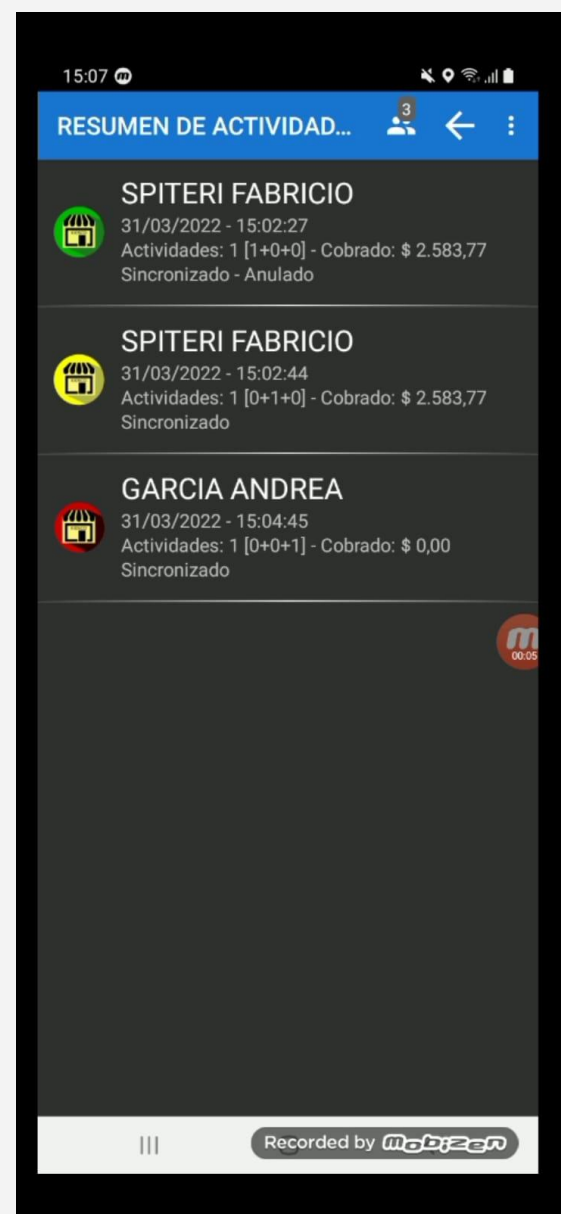 15:07 m
RESUMEN DE ACTIVIDAD...
3
SPITERI FABRICIO
31/03/2022 - 15:02:27
Actividades: 1 [1+0+0] - Cobrado: $ 2.583,77
Sincronizado - Anulado
SPITERI FABRICIO
31/03/2022 - 15:02:44
Actividades: 1 [0+1+0] - Cobrado: $ 2.583,77
Sincronizado
GARCIA ANDREA
31/03/2022 - 15:04:45
Actividades: 1 [0+0+1] - Cobrado: $ 0,00
Sincronizado
m
00:05
Recorded by Mobizen